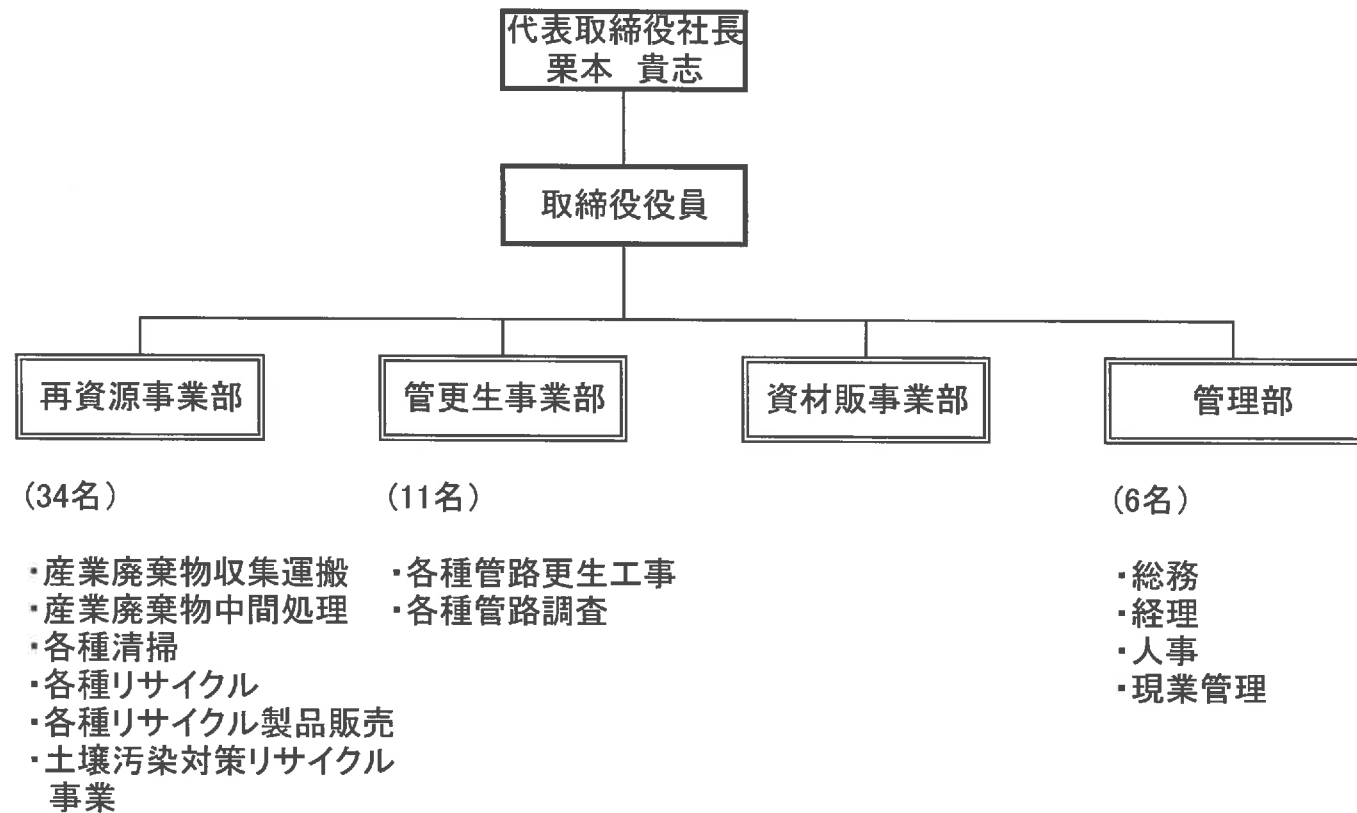 代表取締役社長
栗本 貴志
取締役役員
再資源事業部
管更生事業部
資材販事業部
管理部
(34名)
(11名)
(6名)
・産業廃棄物収集運搬
・産業廃棄物中間処理
・各種清掃
・各種リサイクル
・各種リサイクル製品販売
・土壌汚染対策リサイクル
事業
・各種管路更生工事
・各種管路調査
・総務
・経理
・人事
・現業管理